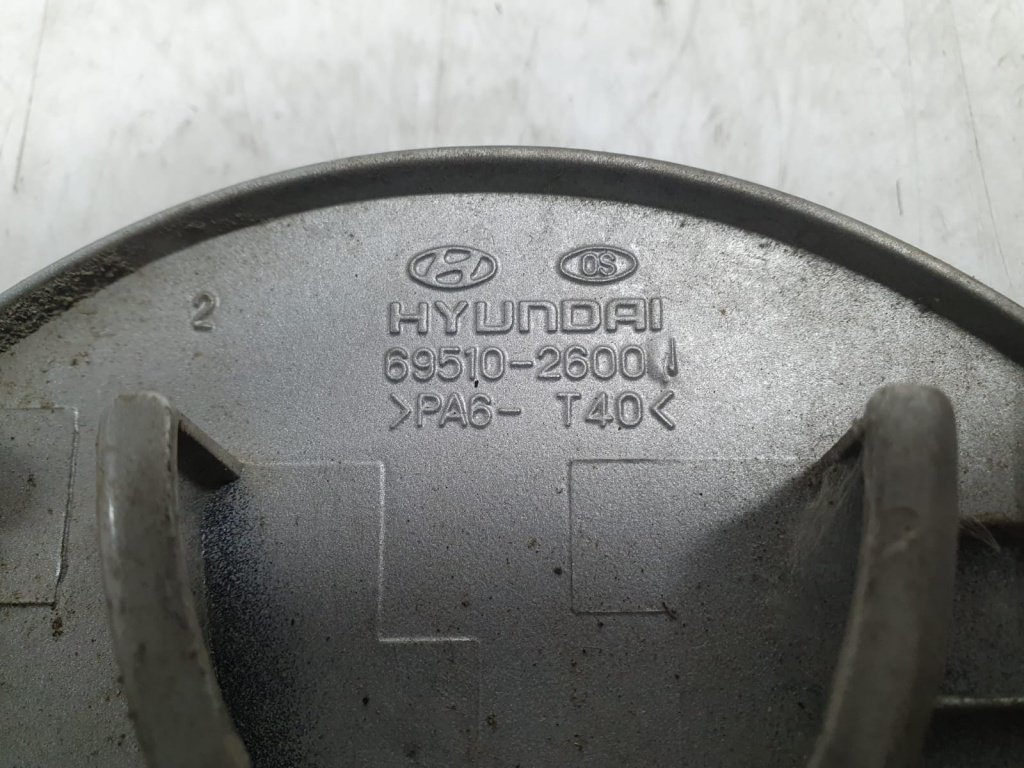 OS
HYUNDAI
2
69510-2600
>PA6- T40<